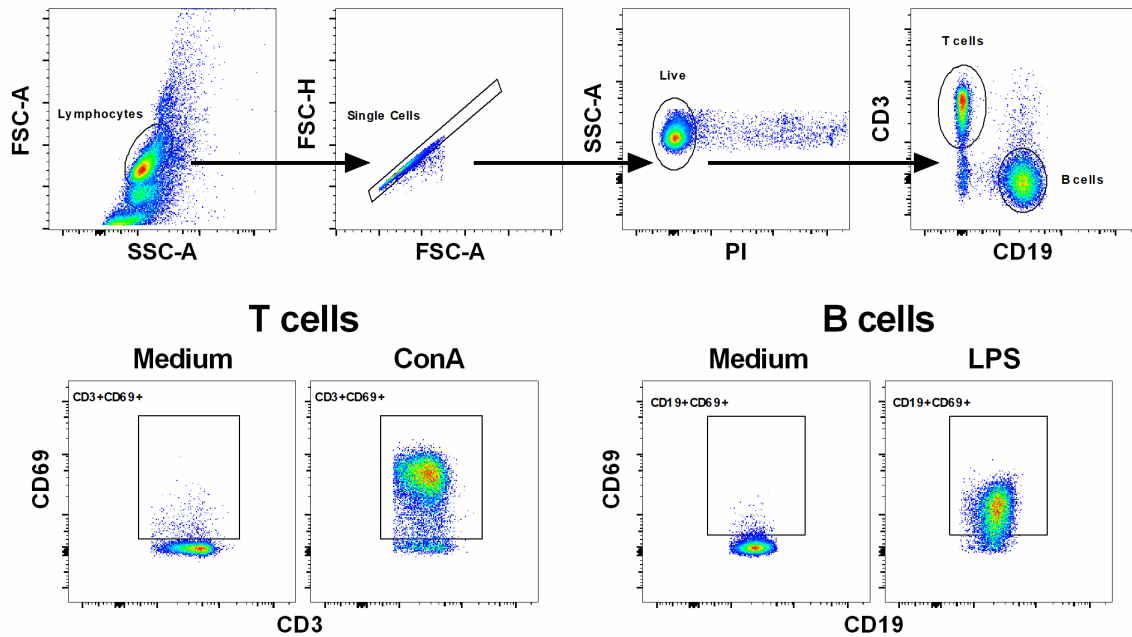 FSC-A
Lymphocytes
SSC-A
FSC-H
Single Cells
FSC-A
SSC-A
Live
PI
CD3
T cells
B cells
CD19
T cells
B cells
Medium
ConA
Medium
LPS
CD69
CD3+CD69+
CD3+CD69+
CD3
CD69
CD19+CD69+
CD19+CD69+
CD19